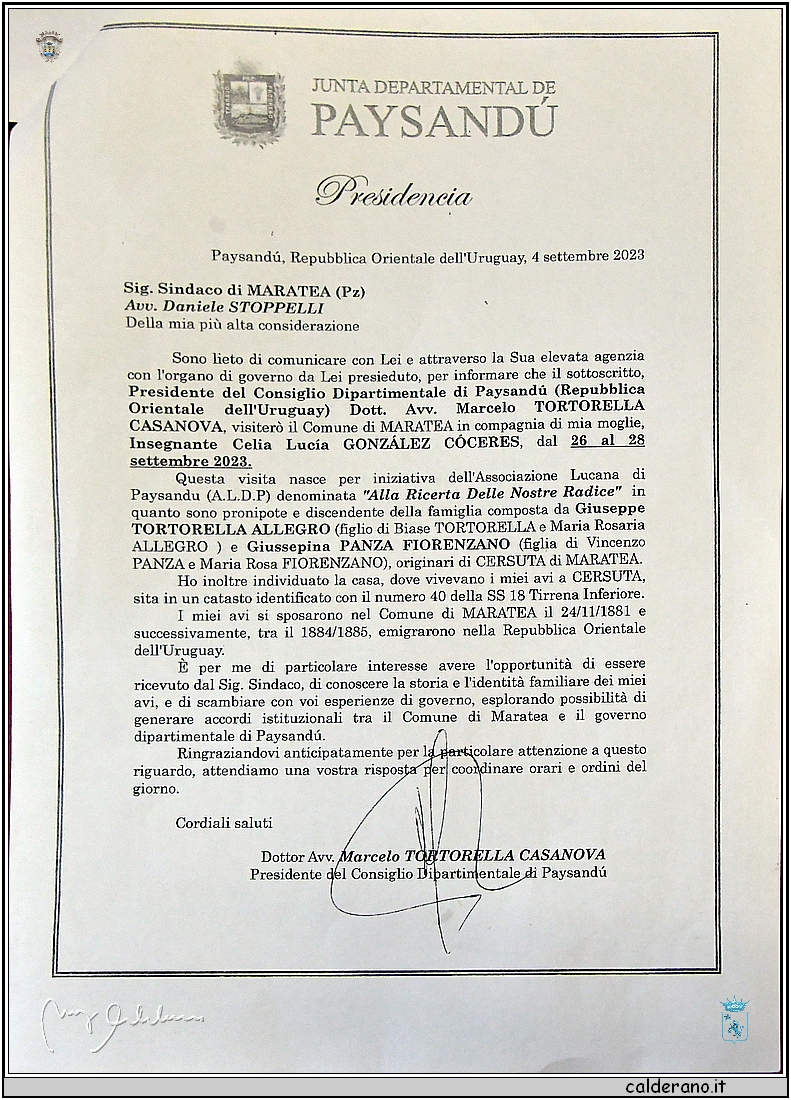 JUNTA DEPARTAMENTAL DE
PAYSANDÚ
Presidencia
Paysandú, Repubblica Orientale dell'Uruguay, 4 settembre 2023
Sig. Sindaco di MARATEA (Pz)
Avv. Daniele STOPPELLI
Della mia più alta considerazione
Sono lieto di comunicare con Lei e attraverso la Sua elevata agenzia
con l'organo di governo da Lei presieduto, per informare che il sottoscritto,
Presidente del Consiglio Dipartimentale di Paysandú (Repubblica
Orientale dell'Uruguay) Dott. Avv. Marcelo TORTORELLA
CASANOVA, visiterò il Comune di MARATEA in compagnia di mia moglie,
Insegnante Celia Lucía GONZÁLEZ CÓCERES, dal 26 al 28
settembre 2023.
Questa visita nasce per iniziativa dell'Associazione Lucana di
Paysandu (A.L.D.P) denominata "Alla Ricerta Delle Nostre Radice" in
quanto sono pronipote e discendente della famiglia composta da Giuseppe
TORTORELLA ALLEGRO (figlio di Biase TORTORELLA e Maria Rosaria
ALLEGRO ) e Giussepina PANZA FIORENZANO (figlia di Vincenzo
PANZA e Maria Rosa FIORENZANO), originari di CERSUTA di MARATEA.
Ho inoltre individuato la casa, dove vivevano i miei avi a CERSUTA,
sita in un catasto identificato con il numero 40 della SS 18 Tirrena Inferiore.
I miei avi si sposarono nel Comune di MARATEA il 24/11/1881 e
successivamente, tra il 1884/1885, emigrarono nella Repubblica Orientale
dell'Uruguay.
È per me di particolare interesse avere l'opportunità di essere
ricevuto dal Sig. Sindaco, di conoscere la storia e l'identità familiare dei miei
avi, e di scambiare con voi esperienze di governo, esplorando possibilità di
generare accordi istituzionali tra il Comune di Maratea e il governo
dipartimentale di Paysandú.
Ringraziandovi anticipatamente per la particolare attenzione a questo
riguardo, attendiamo una vostra risposta per coordinare orari e ordini del
giorno.
Cordiali saluti
Dottor Avv. Marcelo TORTORELLA CASANOVA
Presidente del Consiglio Dipartimentale di Paysandú
calderano.it